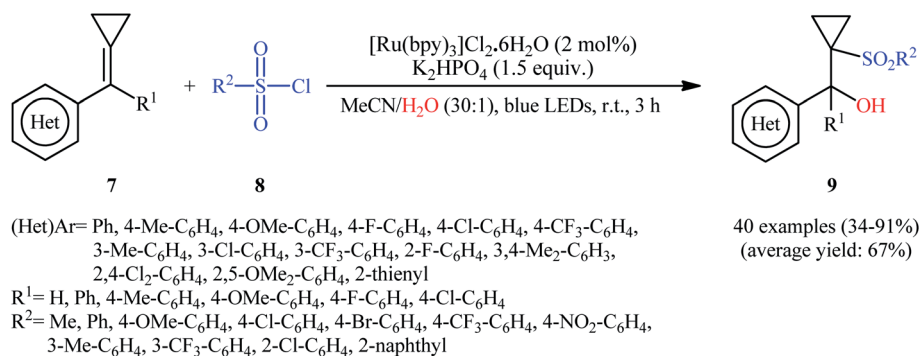 [Ru(bpy)₃]Cl₂.6H₂O (2 mol%)
K₂HPO₄ (1.5 equiv.)
MeCN/H₂O (30:1), blue LEDs, r.t., 3 h
Het
R¹
+
R²
O
S
O
Cl
Het
SO₂R²
OH
R¹
7
8
9
(Het)Ar= Ph, 4-Me-C₆H₄, 4-OMe-C₆H₄, 4-F-C₆H₄, 4-Cl-C₆H₄, 4-CF₃-C₆H₄,
3-Me-C₆H₄, 3-Cl-C₆H₄, 3-CF₃-C₆H₄, 2-F-C₆H₄, 3,4-Me₂-C₆H₃,
2,4-Cl₂-C₆H₄, 2,5-OMe₂-C₆H₄, 2-thienyl
R¹= H, Ph, 4-Me-C₆H₄, 4-OMe-C₆H₄, 4-F-C₆H₄, 4-Cl-C₆H₄
R²= Me, Ph, 4-OMe-C₆H₄, 4-Cl-C₆H₄, 4-Br-C₆H₄, 4-CF₃-C₆H₄, 4-NO₂-C₆H₄,
3-Me-C₆H₄, 3-CF₃-C₆H₄, 2-Cl-C₆H₄, 2-naphthyl
40 examples (34-91%)
(average yield: 67%)